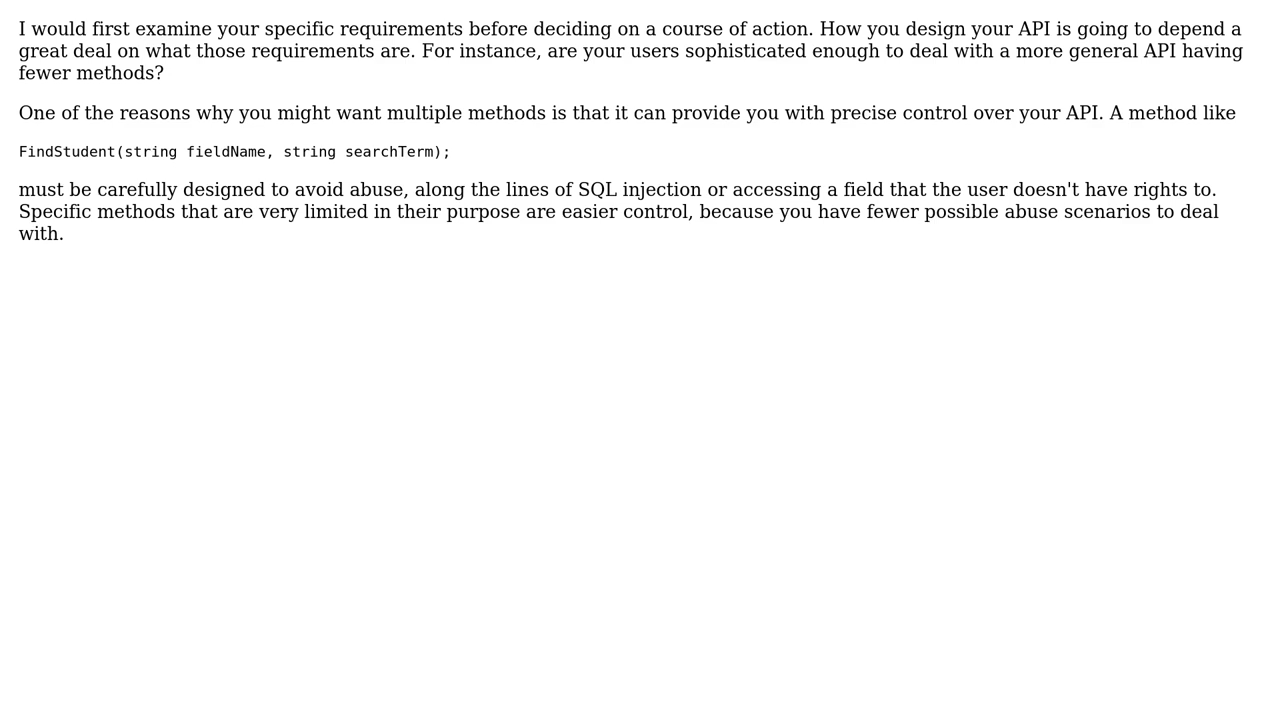 I would first examine your specific requirements before deciding on a course of action. How you design your API is going to depend a
great deal on what those requirements are. For instance, are your users sophisticated enough to deal with a more general API having
fewer methods?
One of the reasons why you might want multiple methods is that it can provide you with precise control over your API. A method like
FindStudent(string fieldName, string searchTerm);
must be carefully designed to avoid abuse, along the lines of SQL injection or accessing a field that the user doesn't have rights to.
Specific methods that are very limited in their purpose are easier control, because you have fewer possible abuse scenarios to deal
with.